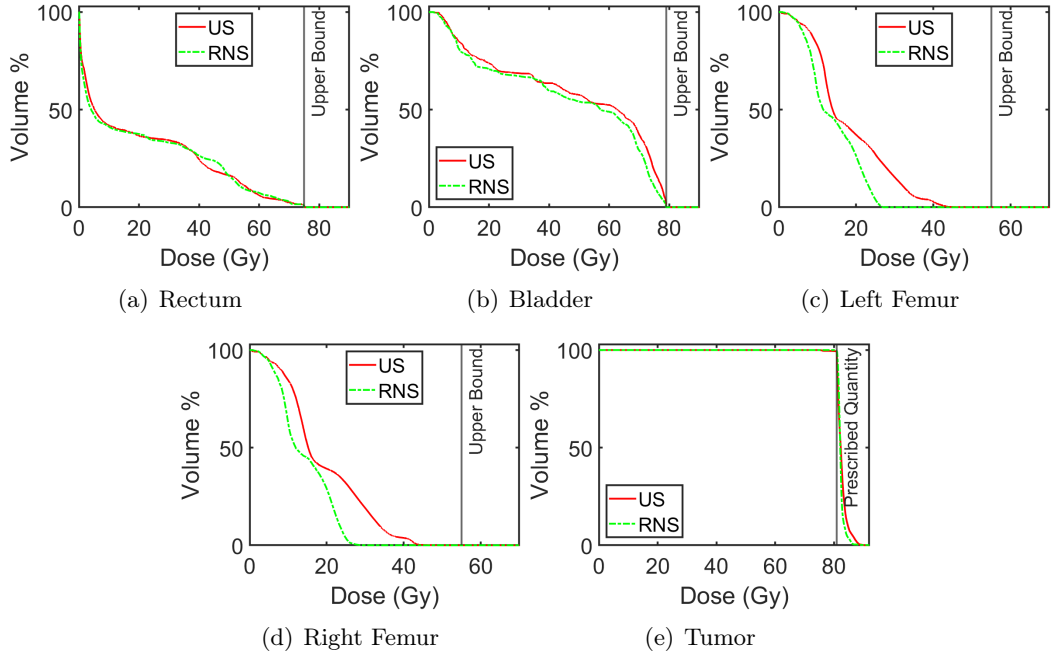 100
50
0
Volume %
US
RNS
Upper Bound
0 20 40 60 80
Dose (Gy)
(a) Rectum
100
50
0
Volume %
US
RNS
Upper Bound
0 20 40 60 80
Dose (Gy)
(b) Bladder
100
50
0
Volume %
US
RNS
Upper Bound
0 20 40 60
Dose (Gy)
(c) Left Femur
100
50
0
Volume %
US
RNS
Upper Bound
0 20 40 60
Dose (Gy)
(d) Right Femur
100
50
0
Volume %
US
RNS
Prescribed Quantity
0 20 40 60 80
Dose (Gy)
(e) Tumor